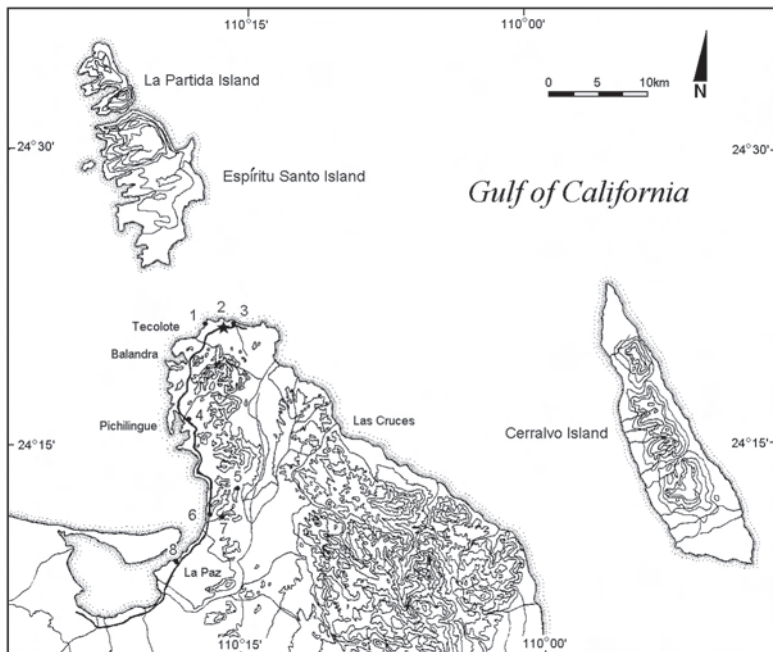 110°15'
110°00'
La Partida Island
0 5 10km
N
24°30'
24°30'
Espíritu Santo Island
Gulf of California
1 2 3
Tecolote
Balandra
4
Pichilingue
Las Cruces
24°15'
24°15'
Cerralvo Island
5
6
7
8
La Paz
110°15'
110°00'